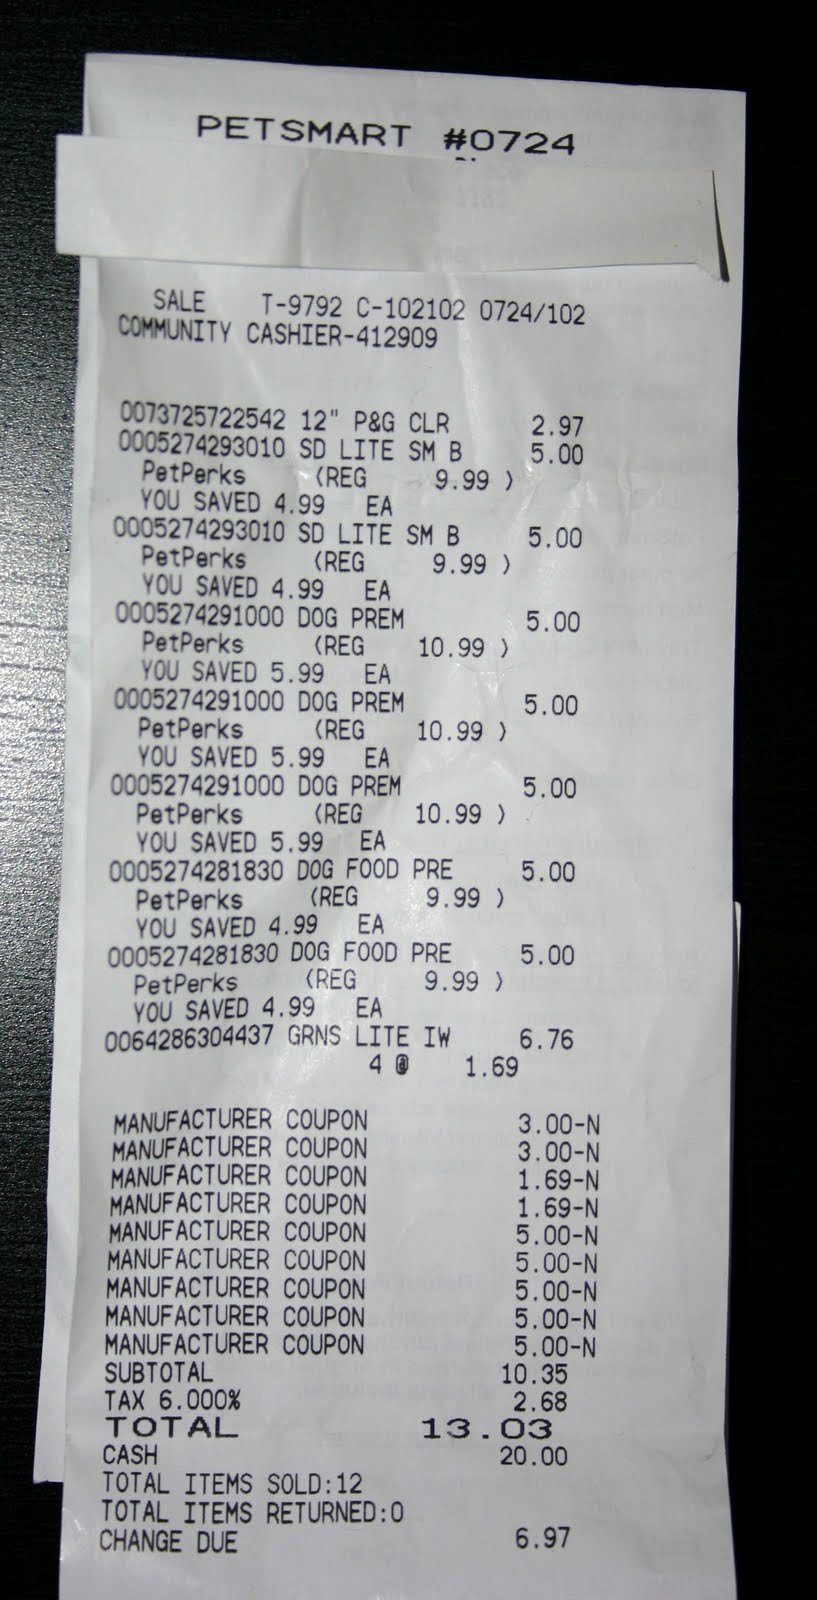 PETSMART #0724
SALE T-9792 C-102102 0724/102
COMMUNITY CASHIER-412909
0073725722542 12" P&G CLR 2.97
0005274293010 SD LITE SM B 5.00
PetPerks (REG 9.99 )
YOU SAVED 4.99 EA
0005274293010 SD LITE SM B 5.00
PetPerks (REG 9.99 )
YOU SAVED 4.99 EA
0005274291000 DOG PREM 5.00
PetPerks (REG 10.99 )
YOU SAVED 5.99 EA
0005274291000 DOG PREM 5.00
PetPerks (REG 10.99 )
YOU SAVED 5.99 EA
0005274291000 DOG PREM 5.00
PetPerks (REG 10.99 )
YOU SAVED 5.99 EA
0005274281830 DOG FOOD PRE 5.00
PetPerks (REG 9.99 )
YOU SAVED 4.99 EA
0005274281830 DOG FOOD PRE 5.00
PetPerks (REG 9.99 )
YOU SAVED 4.99 EA
0064286304437 GRNS LITE IW 6.76
4 @ 1.69
MANUFACTURER COUPON 3.00-N
MANUFACTURER COUPON 3.00-N
MANUFACTURER COUPON 1.69-N
MANUFACTURER COUPON 1.69-N
MANUFACTURER COUPON 5.00-N
MANUFACTURER COUPON 5.00-N
MANUFACTURER COUPON 5.00-N
MANUFACTURER COUPON 5.00-N
MANUFACTURER COUPON 5.00-N
SUBTOTAL 10.35
TAX 6.000% 2.68
TOTAL 13.03
CASH 20.00
TOTAL ITEMS SOLD:12
TOTAL ITEMS RETURNED:0
CHANGE DUE 6.97